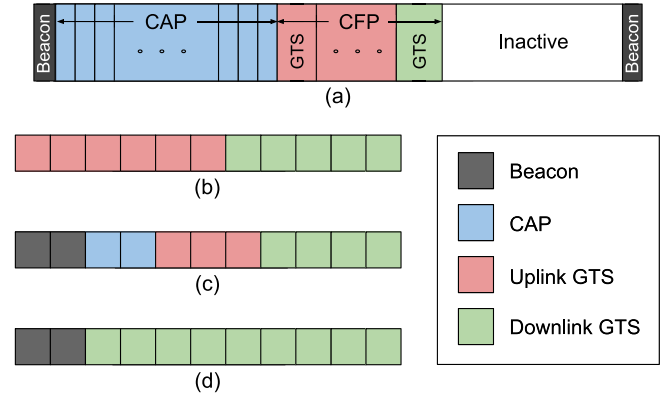 Beacon CAP GTS CFP GTS Inactive Beacon
(a)
(b)
(c)
(d)
Beacon
CAP
Uplink GTS
Downlink GTS